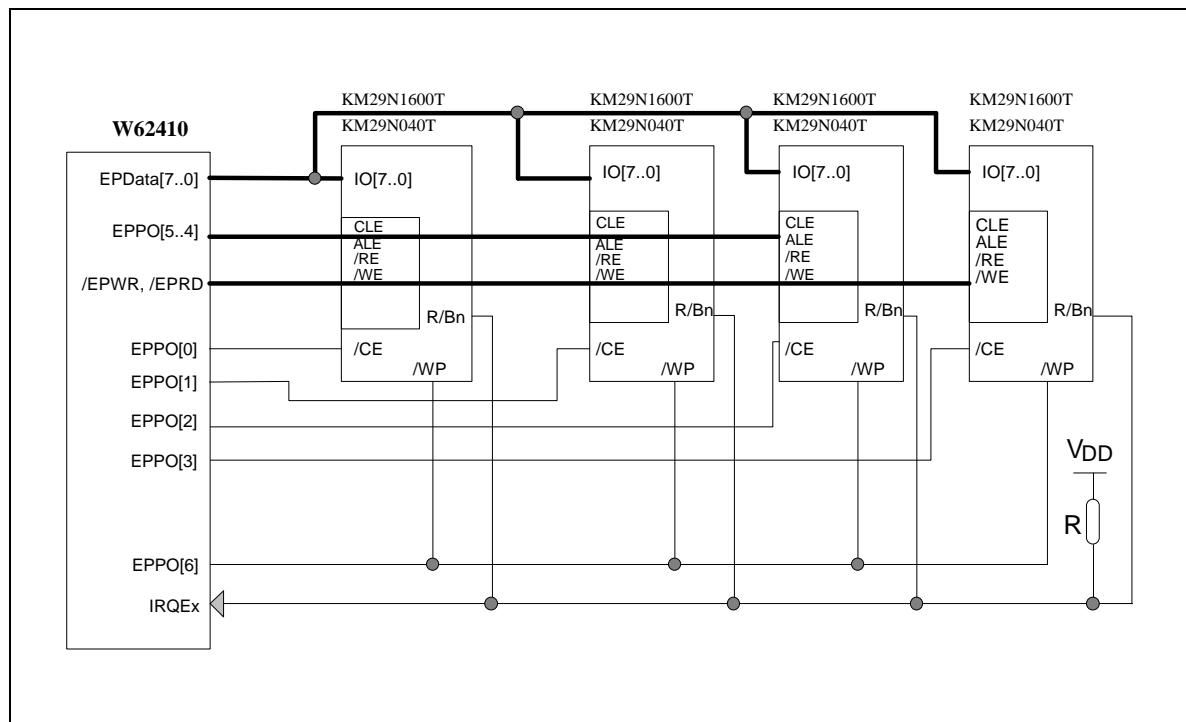 W62410
EPData[7..0]
EPPO[5..4]
/EPWR, /EPRD
EPPO[0]
EPPO[1]
EPPO[2]
EPPO[3]
EPPO[6]
IRQEx
KM29N1600T
KM29N040T
IO[7..0]
CLE
ALE
/RE
/WE
R/Bn
/CE
/WP
KM29N1600T
KM29N040T
IO[7..0]
CLE
ALE
/RE
/WE
R/Bn
/CE
/WP
KM29N1600T
KM29N040T
IO[7..0]
CLE
ALE
/RE
/WE
R/Bn
/CE
/WP
KM29N1600T
KM29N040T
IO[7..0]
CLE
ALE
/RE
/WE
R/Bn
/CE
/WP
VDD
R